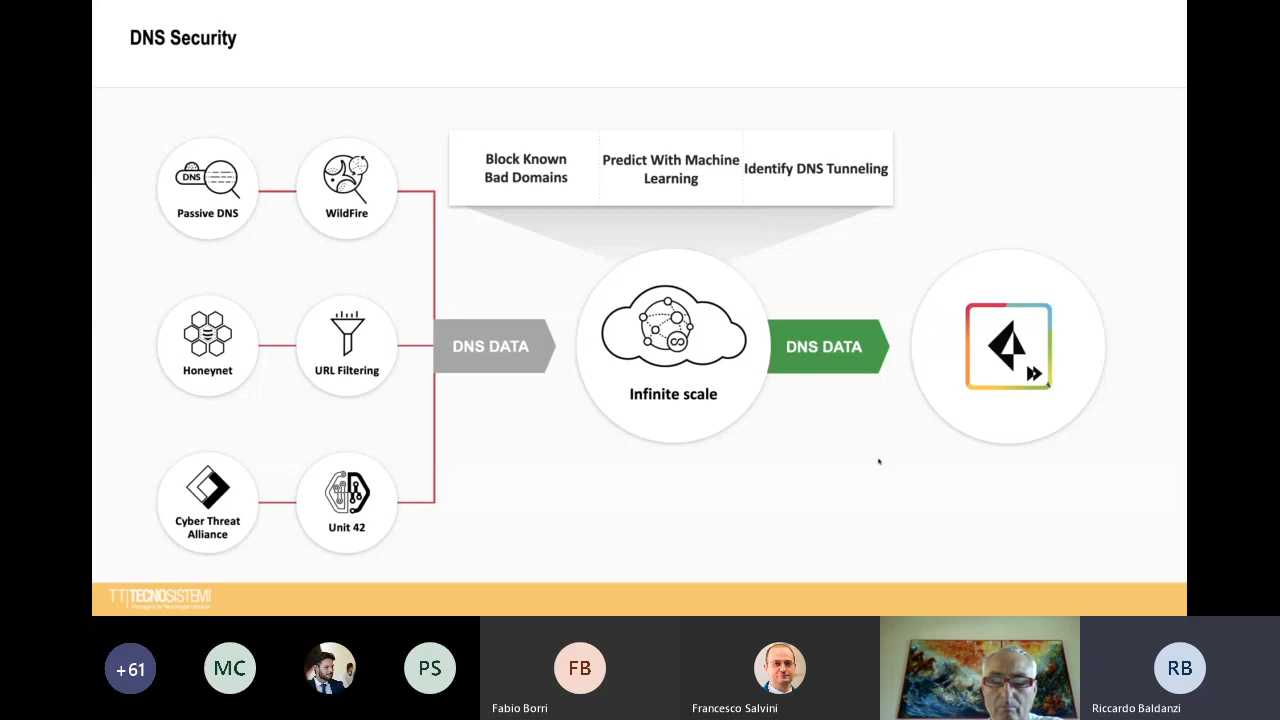 DNS Security
Block Known
Bad Domains
Predict With Machine
Learning
Identify DNS Tunneling
DNS
Passive DNS
WildFire
Honeynet
URL Filtering
Cyber Threat
Alliance
Unit 42
DNS DATA
Infinite scale
DNS DATA
TT TECNOSISTEMI
+61
MC
PS
FB
Fabio Borri
Francesco Salvini
RB
Riccardo Baldanzi